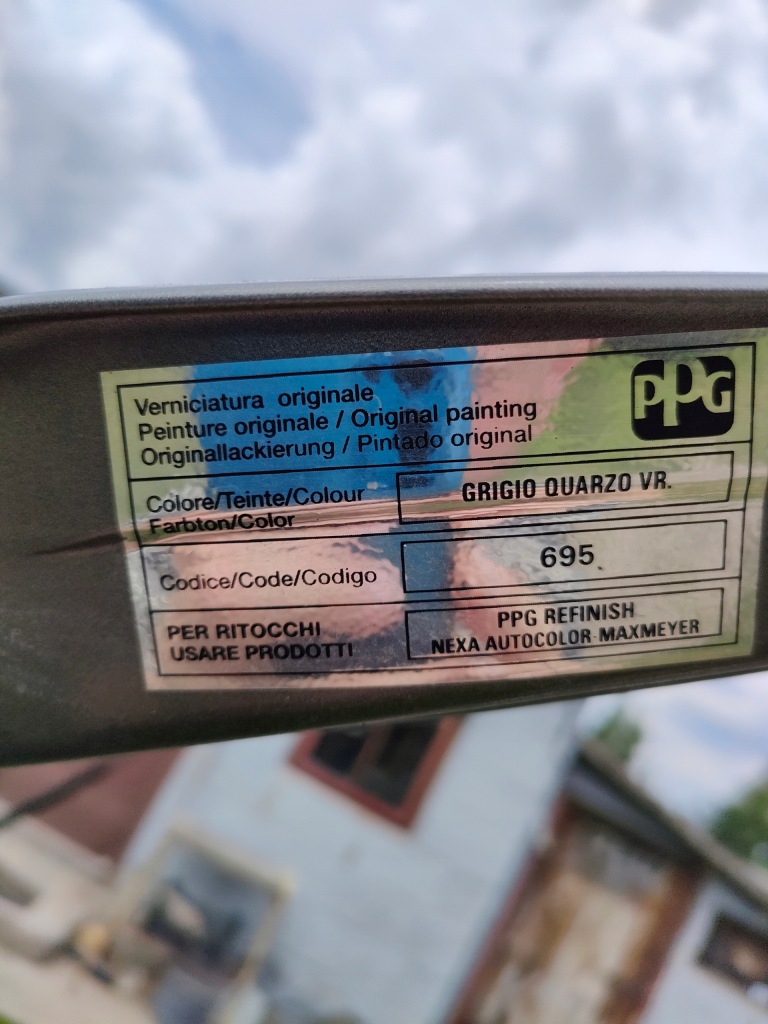 Verniciatura originale
Peinture originale / Original painting
Originallackierung / Pintado original
PPG
Colore/Teinte/Colour
Farbton/Color
GRIGIO QUARZO VR.
Codice/Code/Codigo
695.
PER RITOCCHI
USARE PRODOTTI
PPG REFINISH
NEXA AUTOCOLOR-MAXMEYER